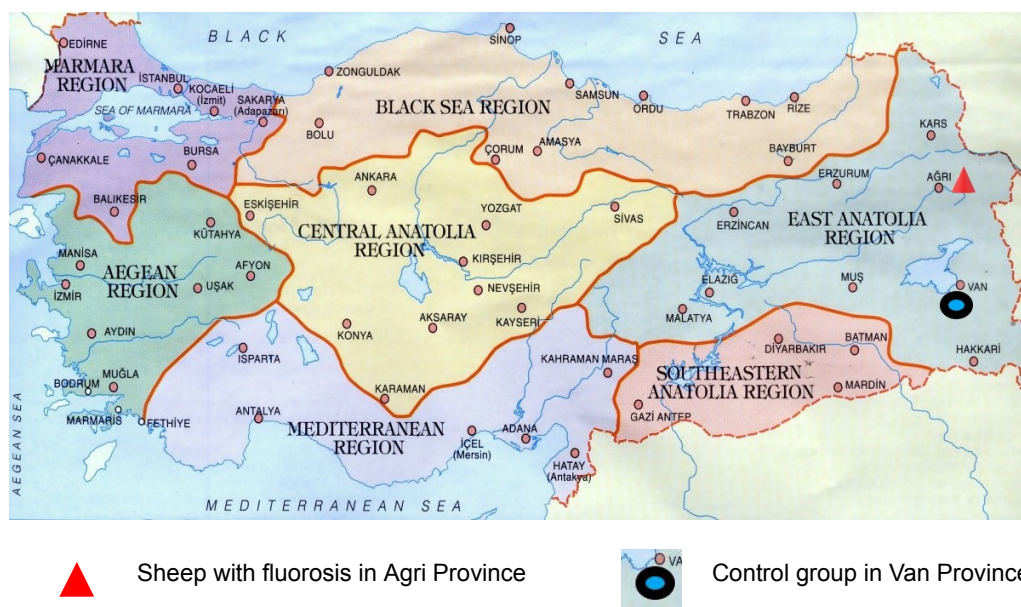 BLACK SEA
SİNOP
EDİRNE
MARMARA
REGION
İSTANBUL
KOCAELİ
(İzmit)
SEA OF MARMARA
SAKARYA
(Adapazarı)
ZONGULDAK
BLACK SEA REGION
SAMSUN
ORDU
TRABZON
RİZE
KARS
BOLU
ÇANAKKALE
BURSA
ÇORUM
AMASYA
BAYBURT
ANKARA
ERZURUM
AĞRI
BALIKESİR
ESKİŞEHİR
YOZGAT
SİVAS
ERZİNCAN
EAST ANATOLIA
REGION
KÜTAHYA
CENTRAL ANATOLIA
REGION
MANİSA
AEGEAN
REGION
AFYON
KIRŞEHİR
İZMİR
UŞAK
NEVŞEHİR
ELAZIĞ
MUŞ
VAN
AYDIN
KONYA
AKSARAY
KAYSERİ
MALATYA
ISPARTA
KAHRAMAN MARAŞ
DİYARBAKIR
BATMAN
HAKKARİ
BODRUM
MUĞLA
SOUTHEASTERN
ANATOLIA REGION
MARDİN
KARAMAN
MARMARIS
FETHİYE
ANTALYA
MEDITERRANEAN
REGION
İÇEL
(Mersin)
ADANA
GAZİ ANTEP
HATAY
(Antakya)
AEGEAN SEA
MEDITERRANEAN SEA
Sheep with fluorosis in Agri Province
VA
Control group in Van Province